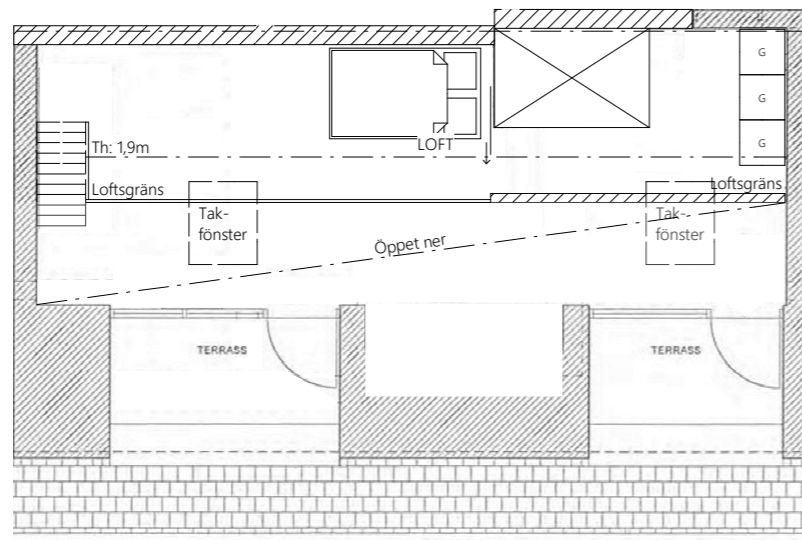 G
G
G
Th: 1,9m
LOFT
Loftsgräns
Loftsgräns
Tak-
fönster
Tak-
fönster
Öppet ner
TERRASS
TERRASS